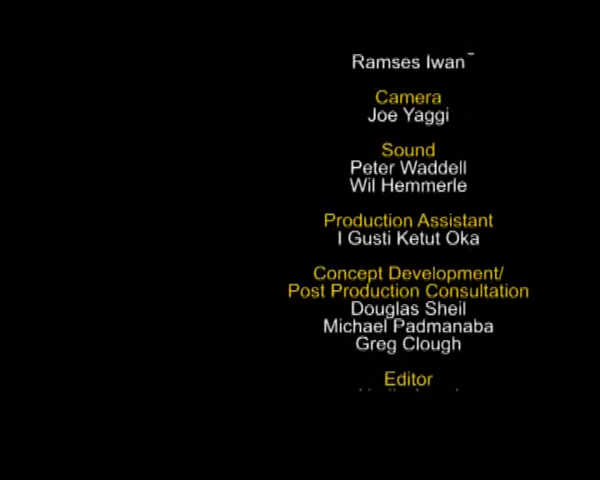 Ramses Iwan
Camera
Joe Yaggi
Sound
Peter Waddell
Wil Hemmerle
Production Assistant
I Gusti Ketut Oka
Concept Development/
Post Production Consultation
Douglas Sheil
Michael Padmanaba
Greg Clough
Editor